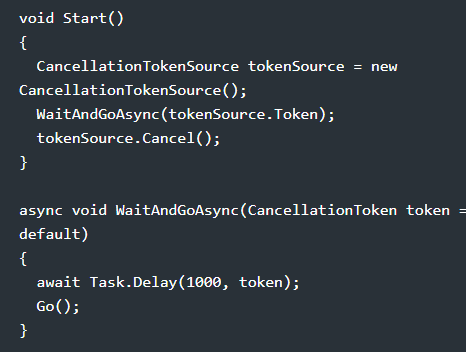 void Start()
{
  CancellationTokenSource tokenSource = new
CancellationTokenSource();
  WaitAndGoAsync(tokenSource.Token);
  tokenSource.Cancel();
}

async void WaitAndGoAsync(CancellationToken token =
default)
{
  await Task.Delay(1000, token);
  Go();
}